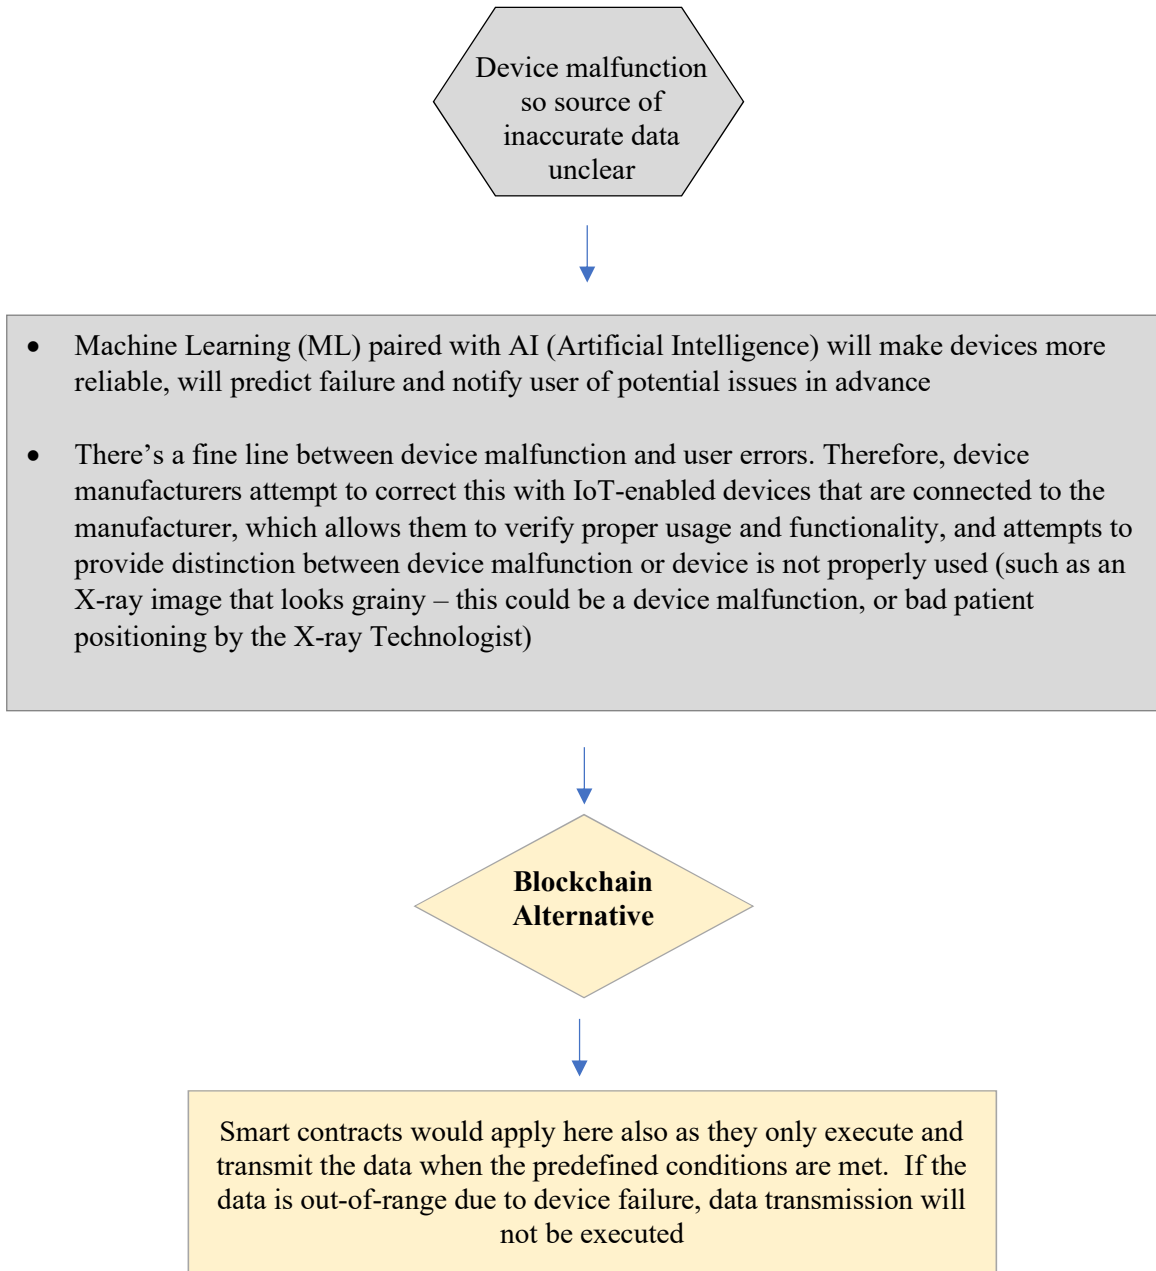 Device malfunction
so source of
inaccurate data
unclear
• Machine Learning (ML) paired with AI (Artificial Intelligence) will make devices more
reliable, will predict failure and notify user of potential issues in advance
• There’s a fine line between device malfunction and user errors. Therefore, device
manufacturers attempt to correct this with IoT-enabled devices that are connected to the
manufacturer, which allows them to verify proper usage and functionality, and attempts to
provide distinction between device malfunction or device is not properly used (such as an
X-ray image that looks grainy – this could be a device malfunction, or bad patient
positioning by the X-ray Technologist)
Blockchain
Alternative
Smart contracts would apply here also as they only execute and
transmit the data when the predefined conditions are met.  If the
data is out-of-range due to device failure, data transmission will
not be executed